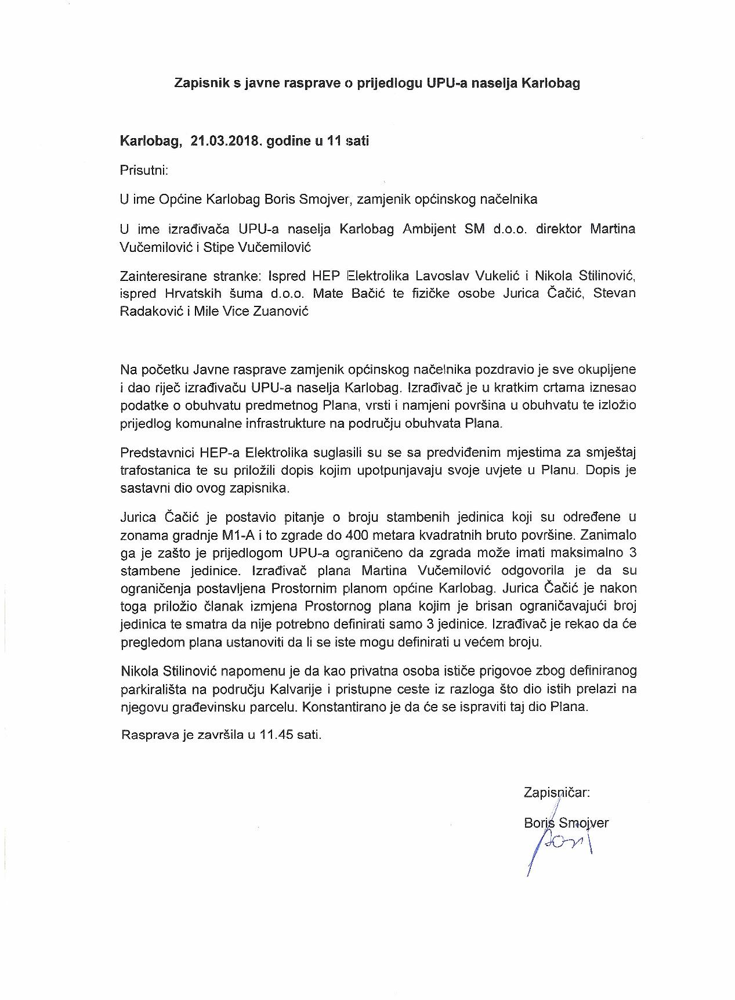 Zapisnik s javne rasprave o prijedlogu UPU-a naselja Karlobag
Karlobag, 21.03.2018. godine u 11 sati
Prisutni:
U ime Općine Karlobag Boris Smojver, zamjenik općinskog načelnika
U ime izrađivača UPU-a naselja Karlobag Ambijent SM d.o.o. direktor Martina
Vučemilović i Stipe Vučemilović
Zainteresirane stranke: Ispred HEP Elektrolika Lavoslav Vukelić i Nikola Stilinović,
ispred Hrvatskih šuma d.o.o. Mate Bačić te fizičke osobe Jurica Čačić, Stevan
Radaković i Mile Vice Zuanović
Na početku Javne rasprave zamjenik općinskog načelnika pozdravio je sve okupljene
i dao riječ izrađivaču UPU-a naselja Karlobag. Izrađivač je u kratkim crtama iznesao
podatke o obuhvatu predmetnog Plana, vrsti i namjeni površina u obuhvatu te izložio
prijedlog komunalne infrastrukture na području obuhvata Plana.
Predstavnici HEP-a Elektrolika suglasili su se sa predviđenim mjestima za smještaj
trafostanica te su priložili dopis kojim upotpunjavaju svoje uvjete u Planu. Dopis je
sastavni dio ovog zapisnika.
Jurica Čačić je postavio pitanje o broju stambenih jedinica koji su određene u
zonama gradnje M1-A i to zgrade do 400 metara kvadratnih bruto površine. Zanimalo
ga je zašto je prijedlogom UPU-a ograničeno da zgrada može imati maksimalno 3
stambene jedinice. Izrađivač plana Martina Vučemilović odgovorila je da su
ograničenja postavljena Prostornim planom općine Karlobag. Jurica Čačić je nakon
toga priložio članak izmjena Prostornog plana kojim je brisan ograničavajući broj
jedinica te smatra da nije potrebno definirati samo 3 jedinice. Izrađivač je rekao da će
pregledom plana ustanoviti da li se iste mogu definirati u većem broju.
Nikola Stilinović napomenu je da kao privatna osoba ističe prigovoe zbog definiranog
parkirališta na području Kalvarije i pristupne ceste iz razloga što dio istih prelazi na
njegovu građevinsku parcelu. Konstantirano je da će se ispraviti taj dio Plana.
Rasprava je završila u 11.45 sati.
Zapisničar:
Boris Smojver